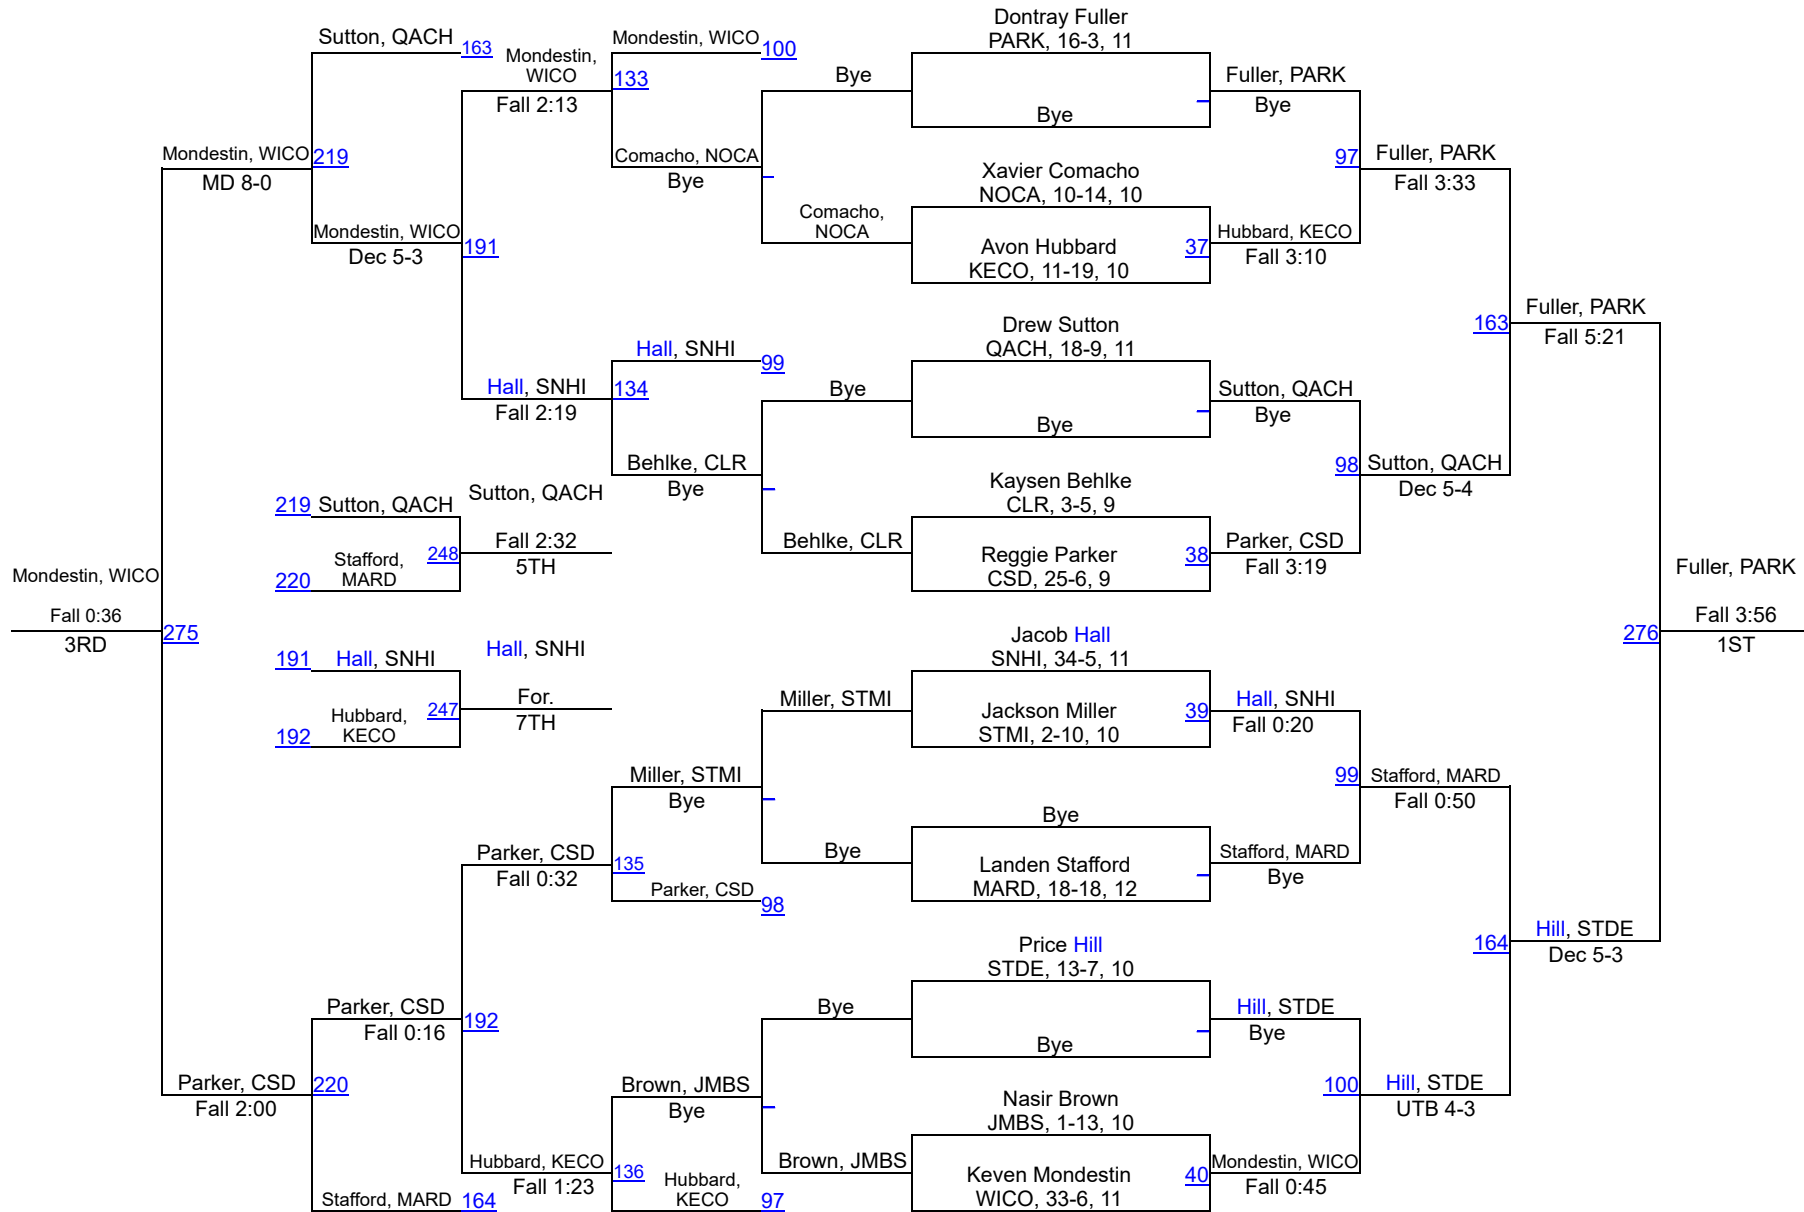 Dontray Fuller
PARK, 16-3, 11
Bye
Xavier Comacho
NOCA, 10-14, 10
Avon Hubbard
KECO, 11-19, 10
37
Drew Sutton
QACH, 18-9, 11
Bye
Kaysen Behlke
CLR, 3-5, 9
Reggie Parker
CSD, 25-6, 9
38
Jacob Hall
SNHI, 34-5, 11
Jackson Miller
STMI, 2-10, 10
39
Bye
Landen Stafford
MARD, 18-18, 12
Price Hill
STDE, 13-7, 10
Bye
Nasir Brown
JMBS, 1-13, 10
Keven Mondestin
WICO, 33-6, 11
40
Fuller, PARK
Bye
97
Hubbard, KECO
Fall 3:10
Sutton, QACH
Bye
98
Parker, CSD
Fall 3:19
Hall, SNHI
Fall 0:20
99
Stafford, MARD
Bye
Hill, STDE
Bye
100
Mondestin, WICO
Fall 0:45
Fuller, PARK
Fall 3:33
163
Sutton, QACH
Dec 5-4
Stafford, MARD
Fall 0:50
164
Hill, STDE
UTB 4-3
Fuller, PARK
Fall 5:21
276
Hill, STDE
Dec 5-3
Fuller, PARK
Fall 3:56
1ST
Bye
Comacho,
NOCA
Bye
Behlke, CLR
Miller, STMI
Bye
Bye
Brown, JMBS
Mondestin, WICO
100
133
Comacho, NOCA
Bye
Hall, SNHI
99
134
Behlke, CLR
Bye
Miller, STMI
Bye
135
Parker, CSD
98
Brown, JMBS
Bye
136
Hubbard,
KECO
97
Mondestin,
WICO
Fall 2:13
191
Hall, SNHI
Fall 2:19
Parker, CSD
Fall 0:32
192
Hubbard, KECO
Fall 1:23
Sutton, QACH
163
219
Mondestin, WICO
Dec 5-3
Parker, CSD
Fall 0:16
220
Stafford, MARD
164
Mondestin, WICO
MD 8-0
275
Parker, CSD
Fall 2:00
Mondestin, WICO
Fall 0:36
3RD
219
Sutton, QACH
220
Stafford,
MARD
248
Sutton, QACH
Fall 2:32
5TH
191
Hall, SNHI
192
Hubbard,
KECO
247
Hall, SNHI
For.
7TH